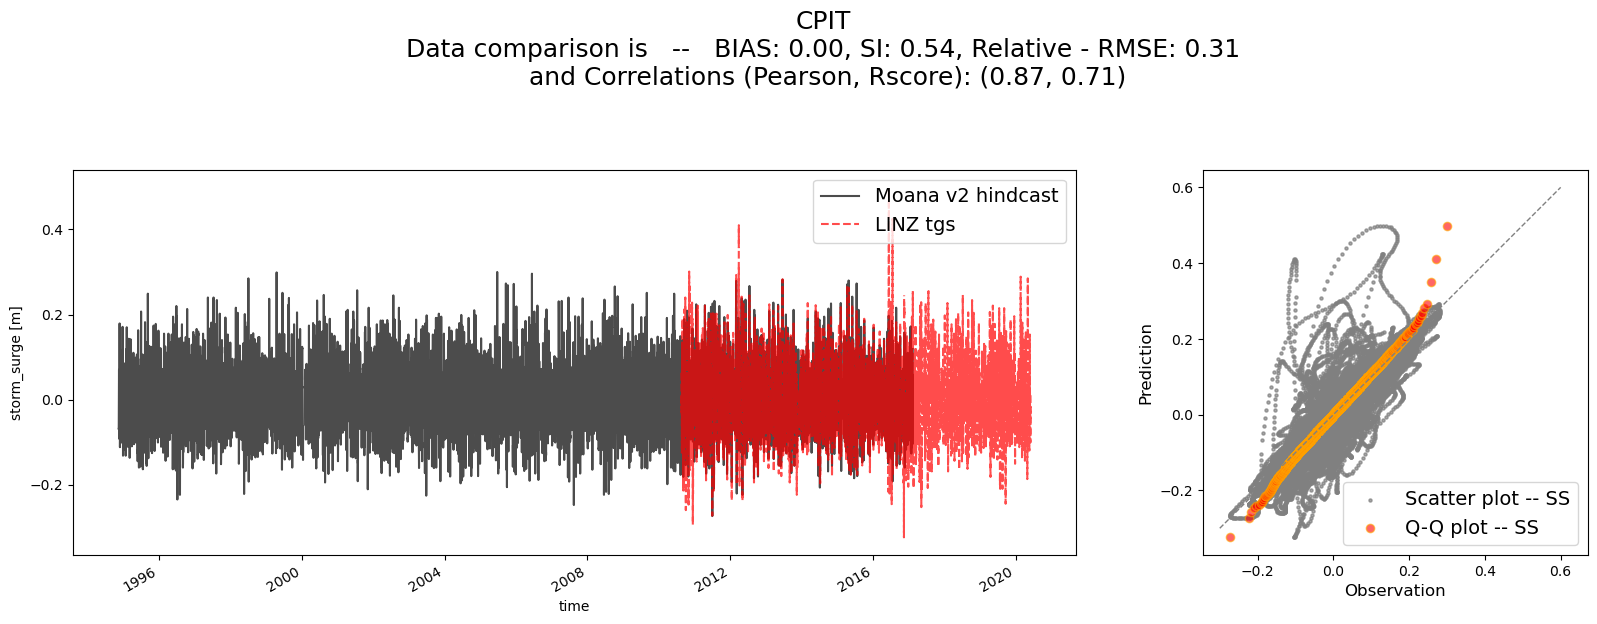 CPIT
Data comparison is -- BIAS: 0.00, SI: 0.54, Relative - RMSE: 0.31
and Correlations (Pearson, Rscore): (0.87, 0.71)
storm_surge [m]
0.4
0.2
0.0
−0.2
Moana v2 hindcast
LINZ tgs
1996
2000
2004
2008
2012
2016
2020
time
Prediction
0.6
0.4
0.2
0.0
−0.2
Scatter plot -- SS
Q-Q plot -- SS
−0.2
0.0
0.2
0.4
0.6
Observation